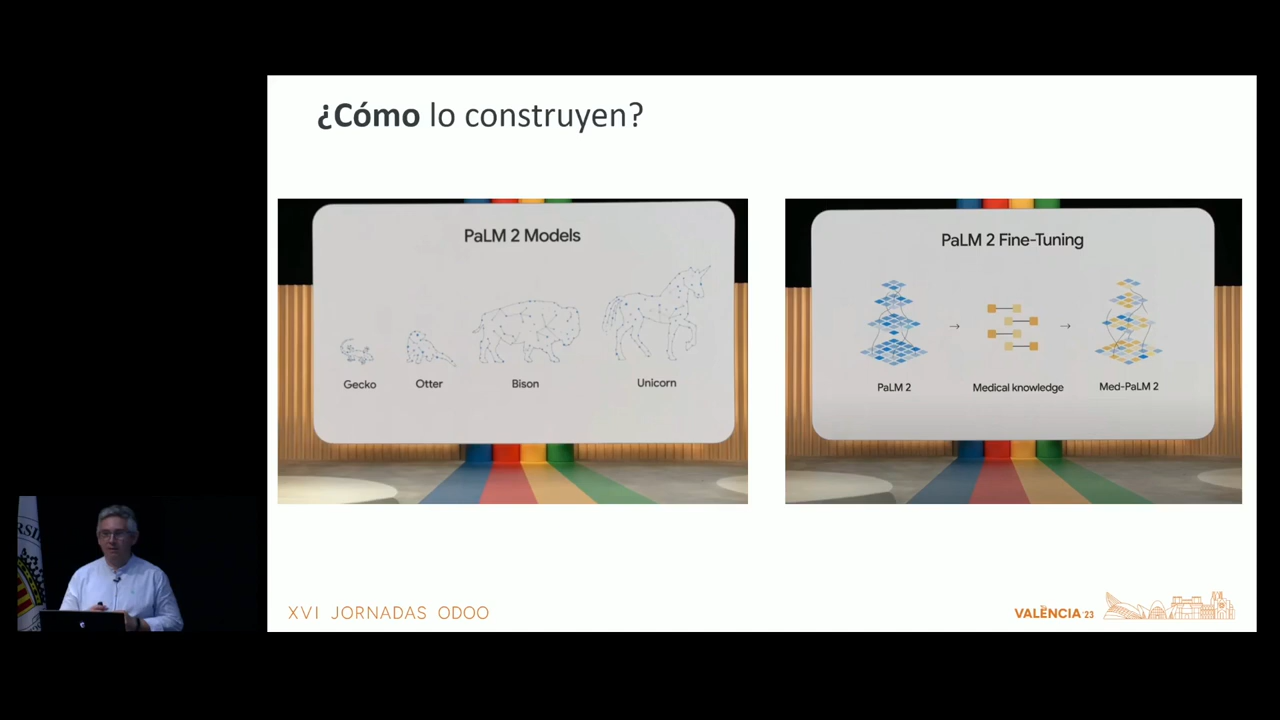 ¿Cómo lo construyen?
PaLM 2 Models
Gecko
Otter
Bison
Unicorn
PaLM 2 Fine-Tuning
PaLM 2
Medical knowledge
Med-PaLM 2
XVI JORNADAS ODOO
VALÈNCIA 23